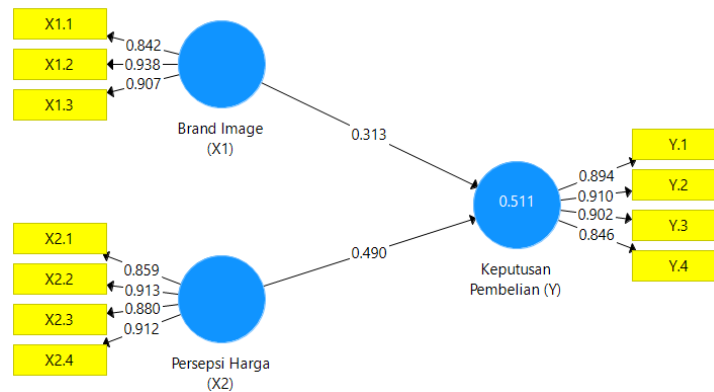 X1.1
0.842
X1.2
0.938
X1.3
0.907
Brand Image
(X1)
0.313
Y.1
0.894
Y.2
0.910
0.511
0.902
Y.3
0.846
Y.4
Keputusan
Pembelian (Y)
X2.1
0.490
0.859
X2.2
0.913
X2.3
0.880
0.912
X2.4
Persepsi Harga
(X2)